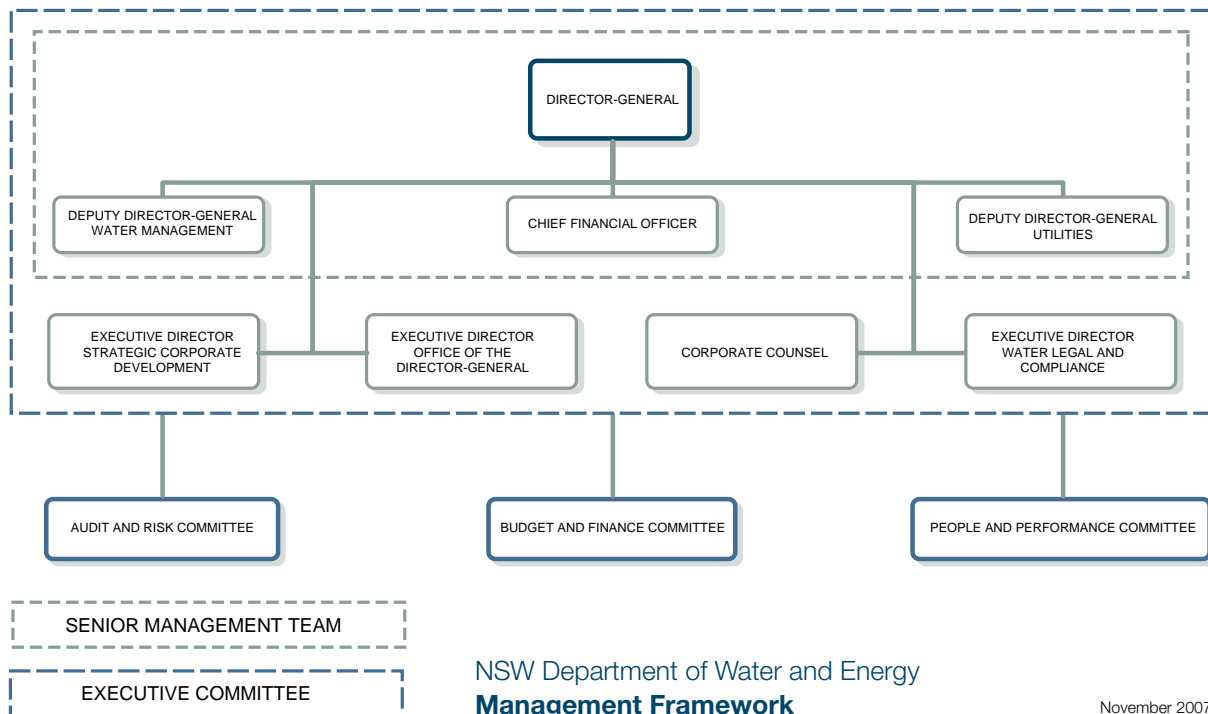 DIRECTOR-GENERAL
DEPUTY DIRECTOR-GENERAL
WATER MANAGEMENT
CHIEF FINANCIAL OFFICER
DEPUTY DIRECTOR-GENERAL
UTILITIES
EXECUTIVE DIRECTOR
STRATEGIC CORPORATE
DEVELOPMENT
EXECUTIVE DIRECTOR
OFFICE OF THE
DIRECTOR-GENERAL
CORPORATE COUNSEL
EXECUTIVE DIRECTOR
WATER LEGAL AND
COMPLIANCE
AUDIT AND RISK COMMITTEE
BUDGET AND FINANCE COMMITTEE
PEOPLE AND PERFORMANCE COMMITTEE
SENIOR MANAGEMENT TEAM
EXECUTIVE COMMITTEE
NSW Department of Water and Energy
Management Framework
November 2007